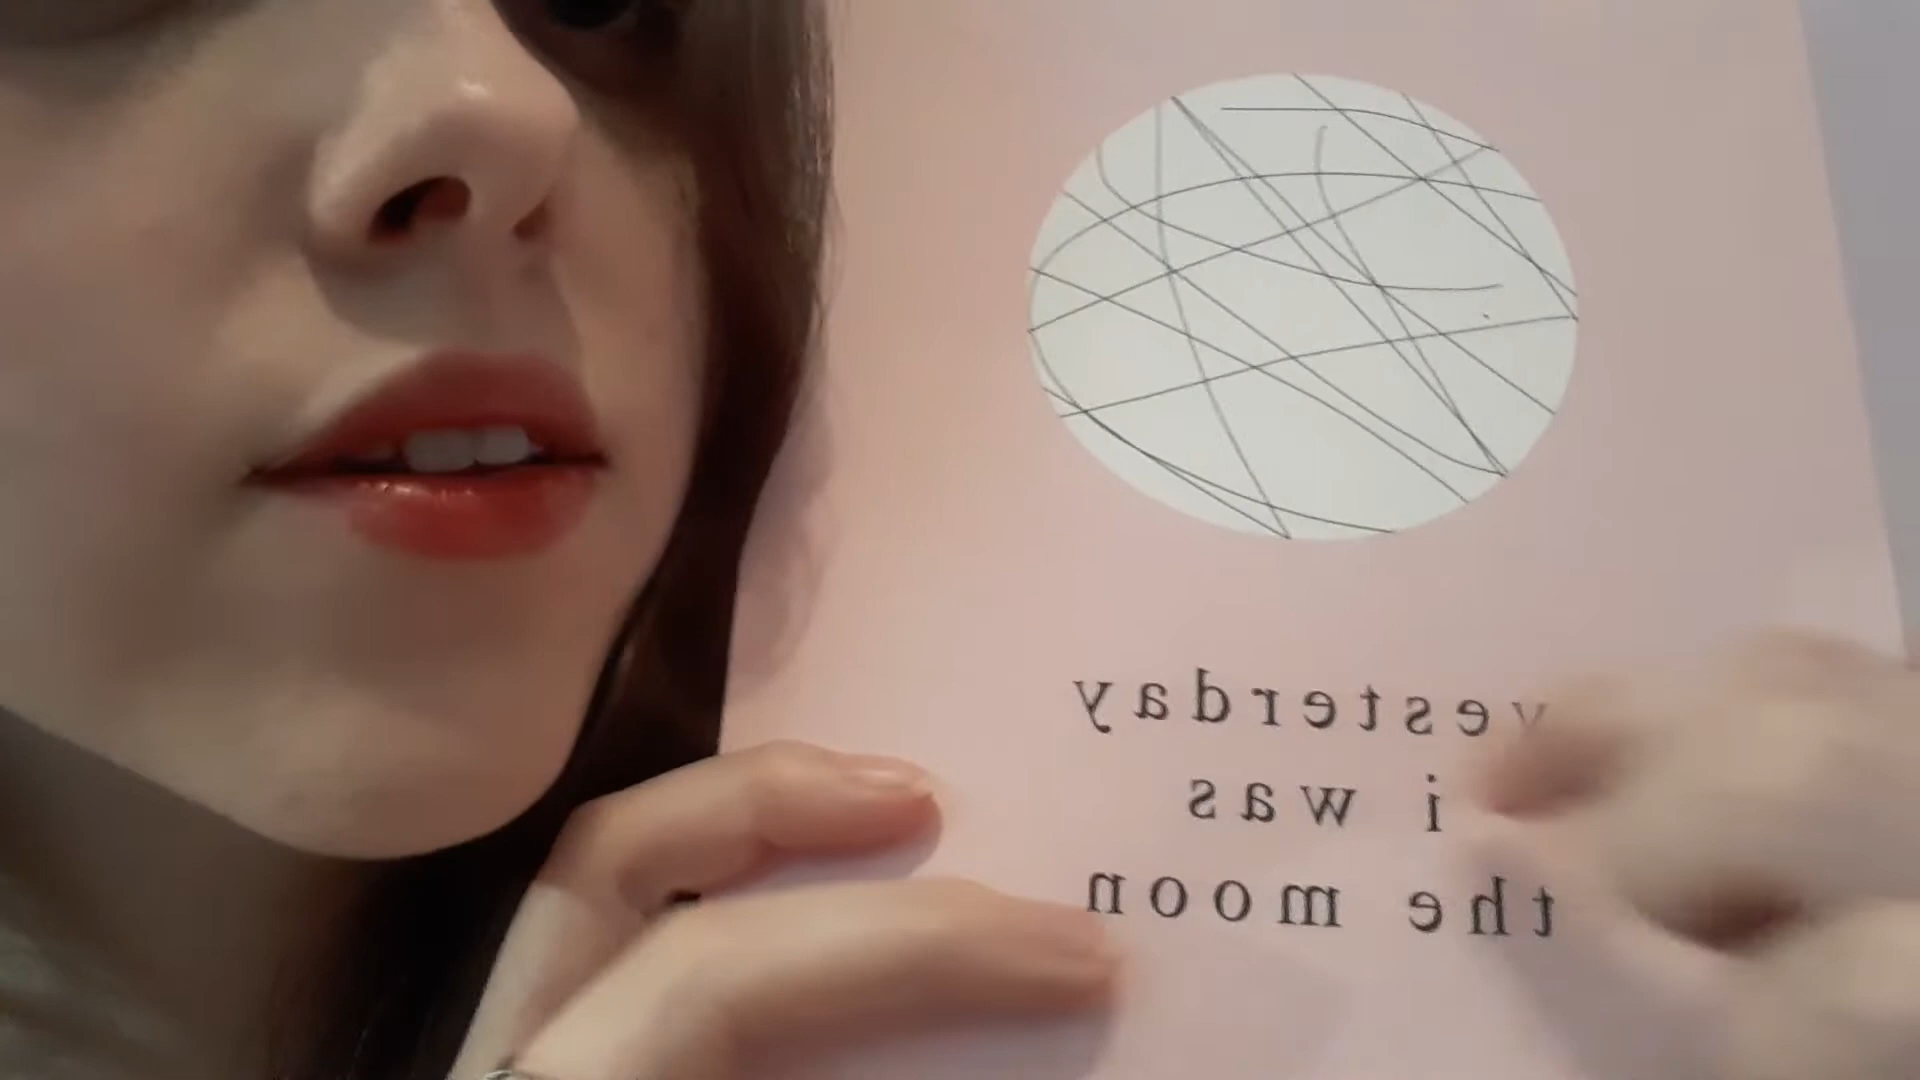 yesterday
i was
the moon